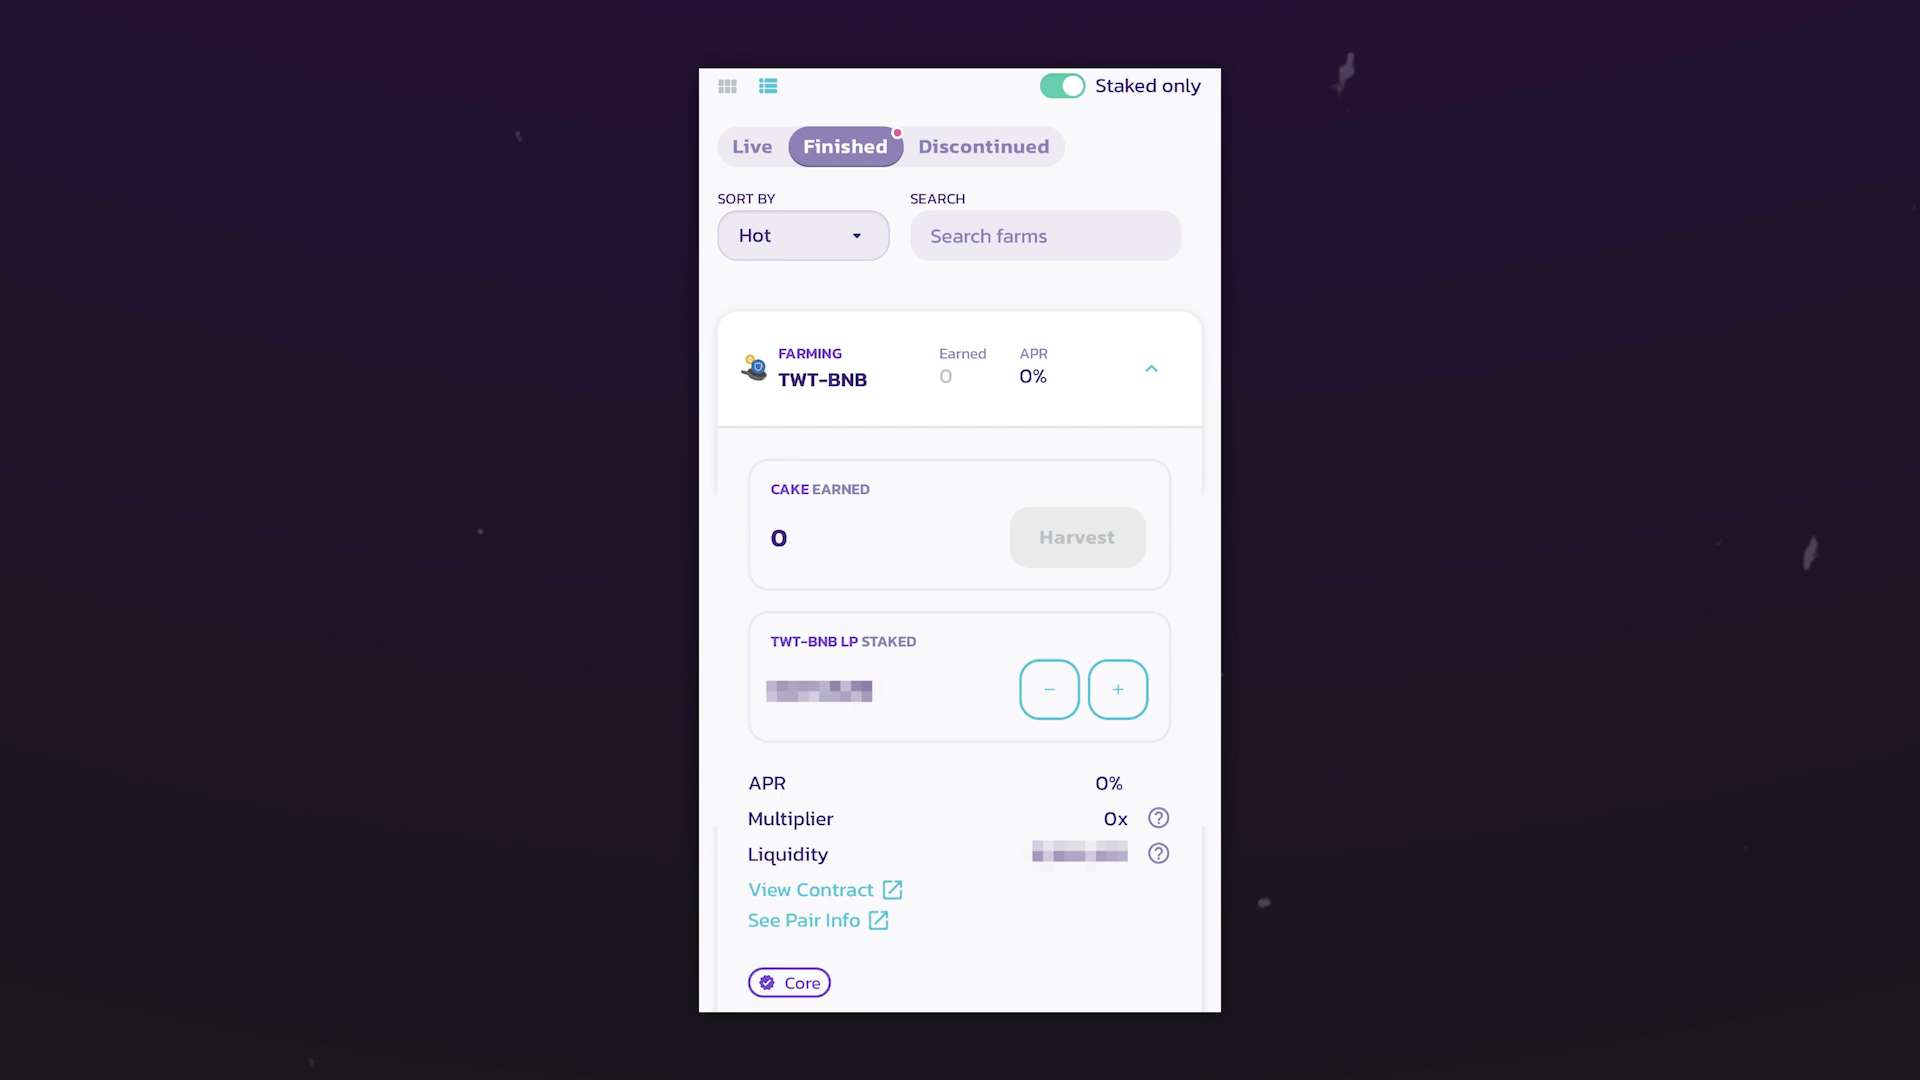 Staked only
Live Finished Discontinued
SORT BY SEARCH
Hot Search farms
FARMING Earned APR
TWT-BNB 0 0%
CAKE EARNED
0 Harvest
TWT-BNB LP STAKED
− +
APR 0%
Multiplier 0x
Liquidity
View Contract
See Pair Info
Core